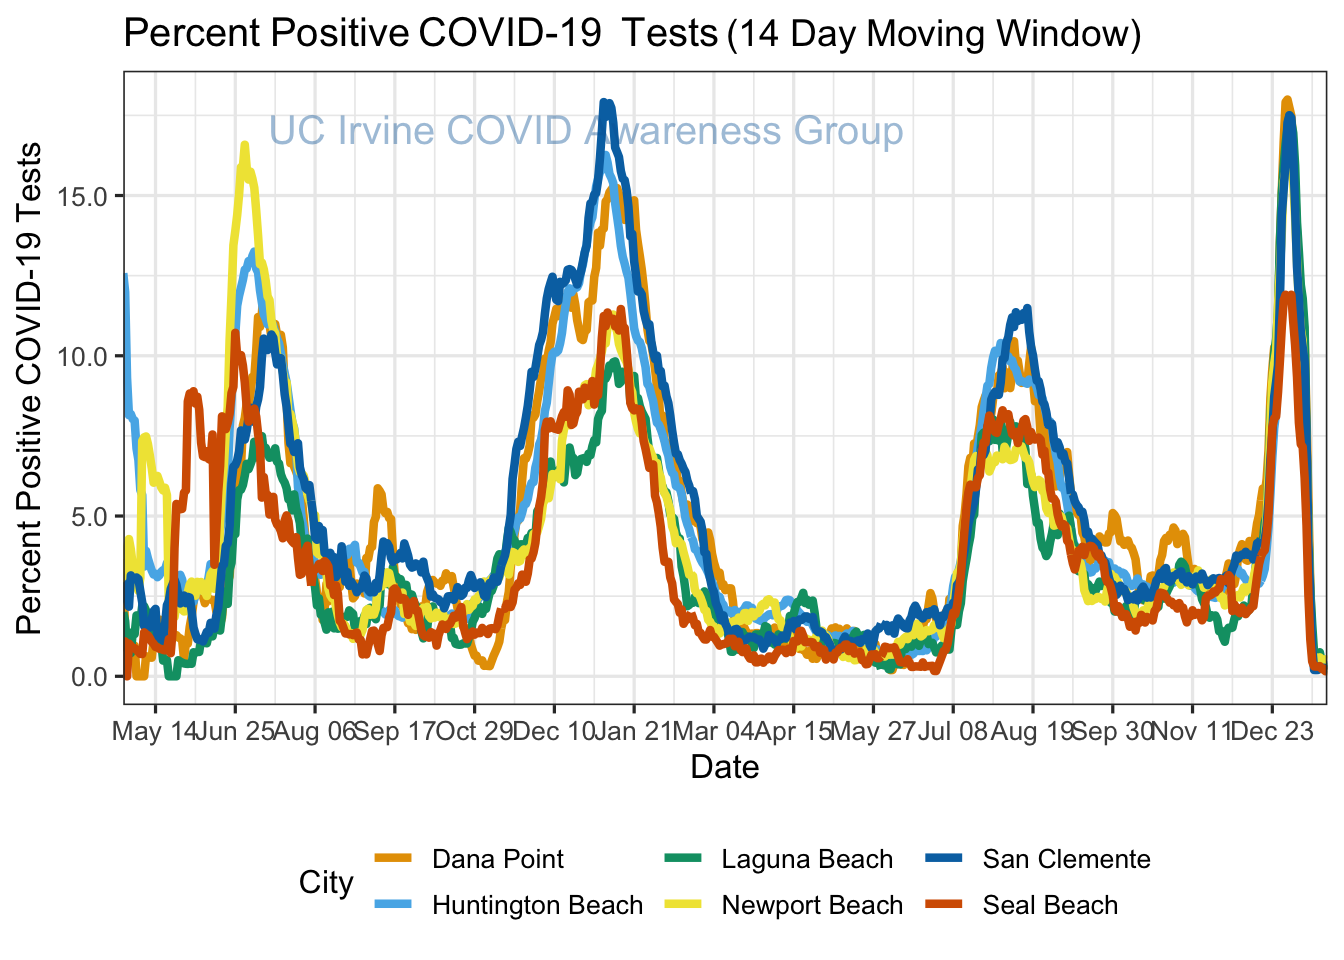 Percent Positive COVID-19 Tests (14 Day Moving Window)
UC Irvine COVID Awareness Group
Percent Positive COVID-19 Tests
15.0
10.0
5.0
0.0
May 14 Jun 25 Aug 06 Sep 17 Oct 29 Dec 10 Jan 21 Mar 04 Apr 15 May 27 Jul 08 Aug 19 Sep 30 Nov 11 Dec 23
Date
City
Dana Point Laguna Beach San Clemente
Huntington Beach Newport Beach Seal Beach